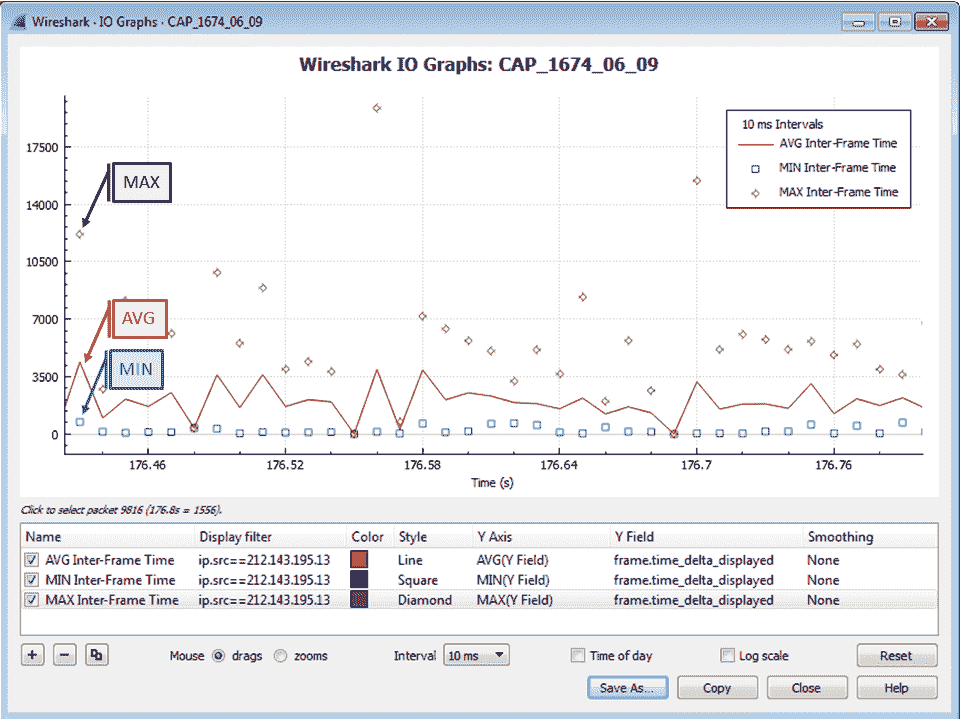 Wireshark · IO Graphs · CAP_1674_06_09
Wireshark IO Graphs: CAP_1674_06_09
10 ms Intervals
AVG Inter-Frame Time
MIN Inter-Frame Time
MAX Inter-Frame Time
MAX
AVG
MIN
17500
14000
10500
7000
3500
0
176.46 176.52 176.58 176.64 176.7 176.76
Time (s)
Click to select packet 9816 (176.8s = 1556).
Name Display filter Color Style Y Axis Y Field Smoothing
AVG Inter-Frame Time ip.src==212.143.195.13 Line AVG(Y Field) frame.time_delta_displayed None
MIN Inter-Frame Time ip.src==212.143.195.13 Square MIN(Y Field) frame.time_delta_displayed None
MAX Inter-Frame Time ip.src==212.143.195.13 Diamond MAX(Y Field) frame.time_delta_displayed None
+ − Mouse drags zooms Interval 10 ms Time of day Log scale Reset
Save As... Copy Close Help